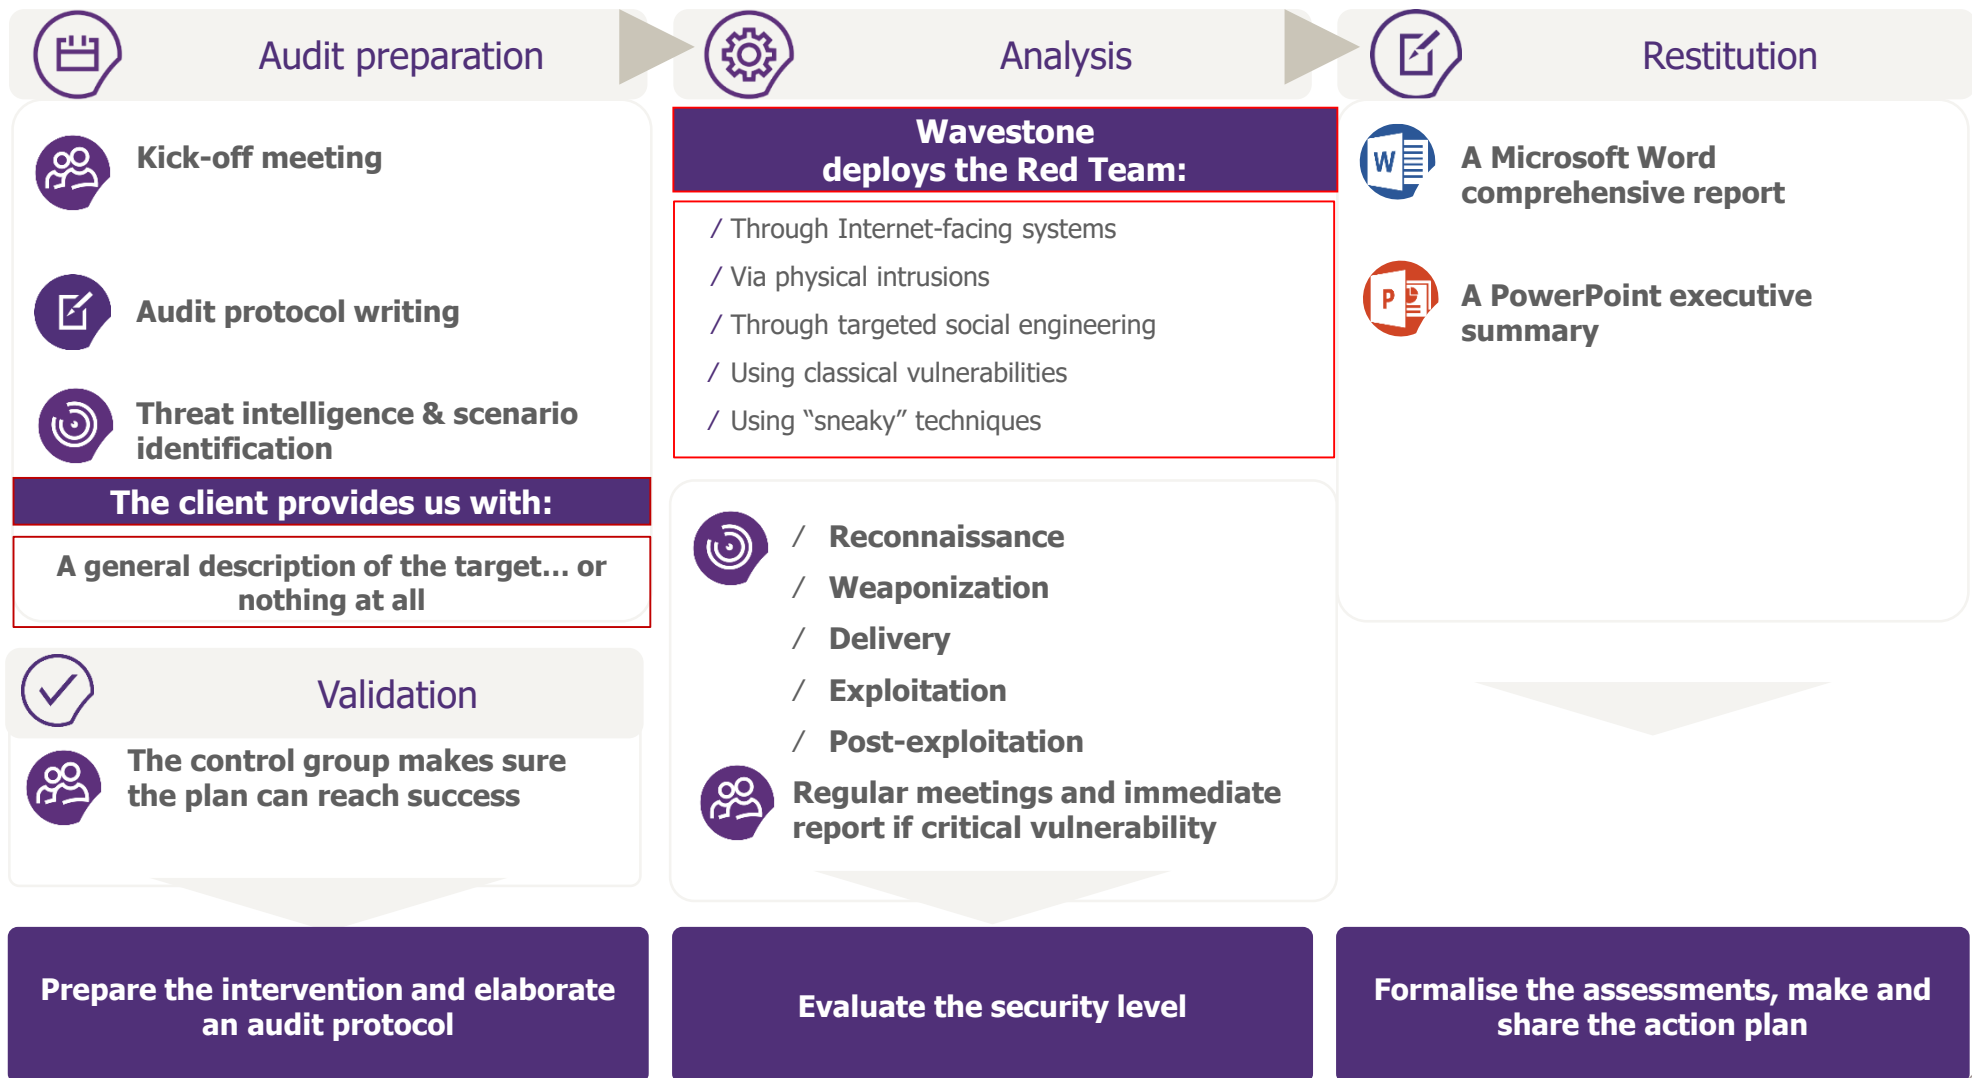 Audit preparation
Kick-off meeting
Audit protocol writing
Threat intelligence & scenario
identification
The client provides us with:
A general description of the target... or
nothing at all
Validation
The control group makes sure
the plan can reach success
Prepare the intervention and elaborate
an audit protocol
Analysis
Wavestone
deploys the Red Team:
/ Through Internet-facing systems
/ Via physical intrusions
/ Through targeted social engineering
/ Using classical vulnerabilities
/ Using “sneaky” techniques
/ Reconnaissance
/ Weaponization
/ Delivery
/ Exploitation
/ Post-exploitation
Regular meetings and immediate
report if critical vulnerability
Evaluate the security level
Restitution
W
A Microsoft Word
comprehensive report
P
A PowerPoint executive
summary
Formalise the assessments, make and
share the action plan